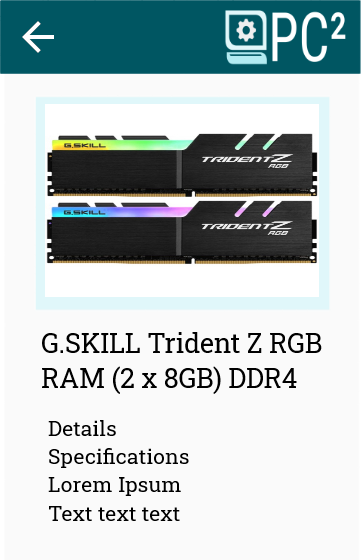 PC²
G.SKILL
TRIDENT Z
RGB
G.SKILL
TRIDENT Z
RGB
G.SKILL Trident Z RGB
RAM (2 x 8GB) DDR4
Details
Specifications
Lorem Ipsum
Text text text